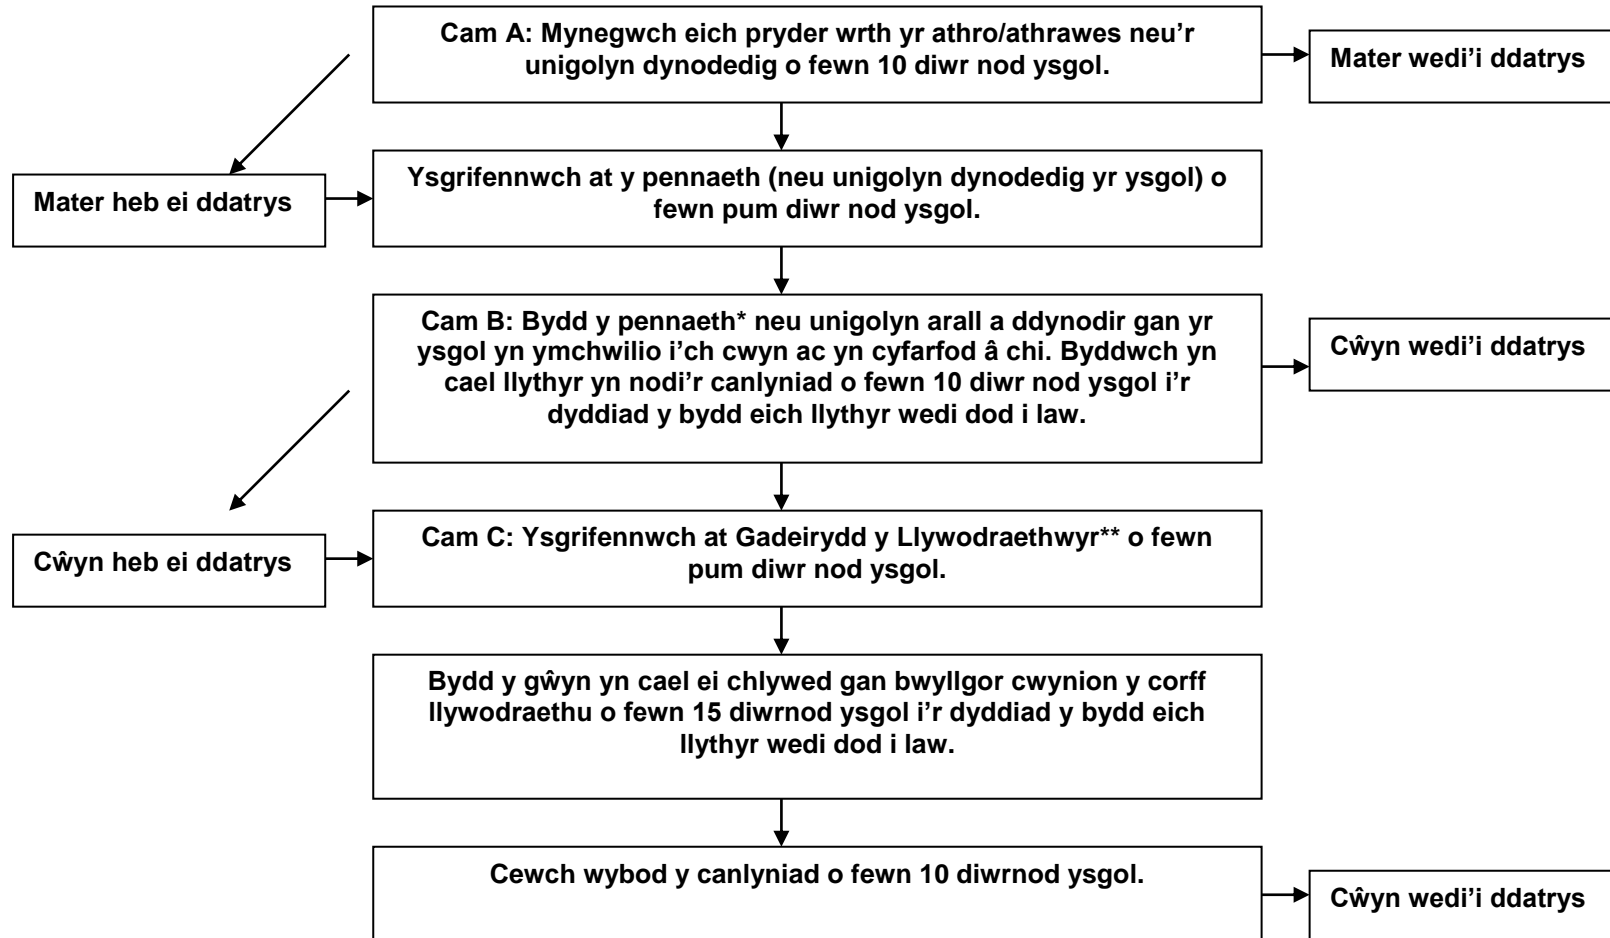 Cam A: Mynegwch eich pryder wrth yr athro/athrawes neu’r
unigolyn dynodedig o fewn 10 diwr nod ysgol.
Mater wedi’i ddatrys
Mater heb ei ddatrys
Ysgrifennwch at y pennaeth (neu unigolyn dynodedig yr ysgol) o
fewn pum diwr nod ysgol.
Cam B: Bydd y pennaeth* neu unigolyn arall a ddynodir gan yr
ysgol yn ymchwilio i’ch cwyn ac yn cyfarfod â chi. Byddwch yn
cael llythyr yn nodi’r canlyniad o fewn 10 diwr nod ysgol i’r
dyddiad y bydd eich llythyr wedi dod i law.
Cŵyn wedi’i ddatrys
Cŵyn heb ei ddatrys
Cam C: Ysgrifennwch at Gadeirydd y Llywodraethwyr** o fewn
pum diwr nod ysgol.
Bydd y gŵyn yn cael ei chlywed gan bwyllgor cwynion y corff
llywodraethu o fewn 15 diwrnod ysgol i’r dyddiad y bydd eich
llythyr wedi dod i law.
Cewch wybod y canlyniad o fewn 10 diwrnod ysgol.
Cŵyn wedi’i ddatrys